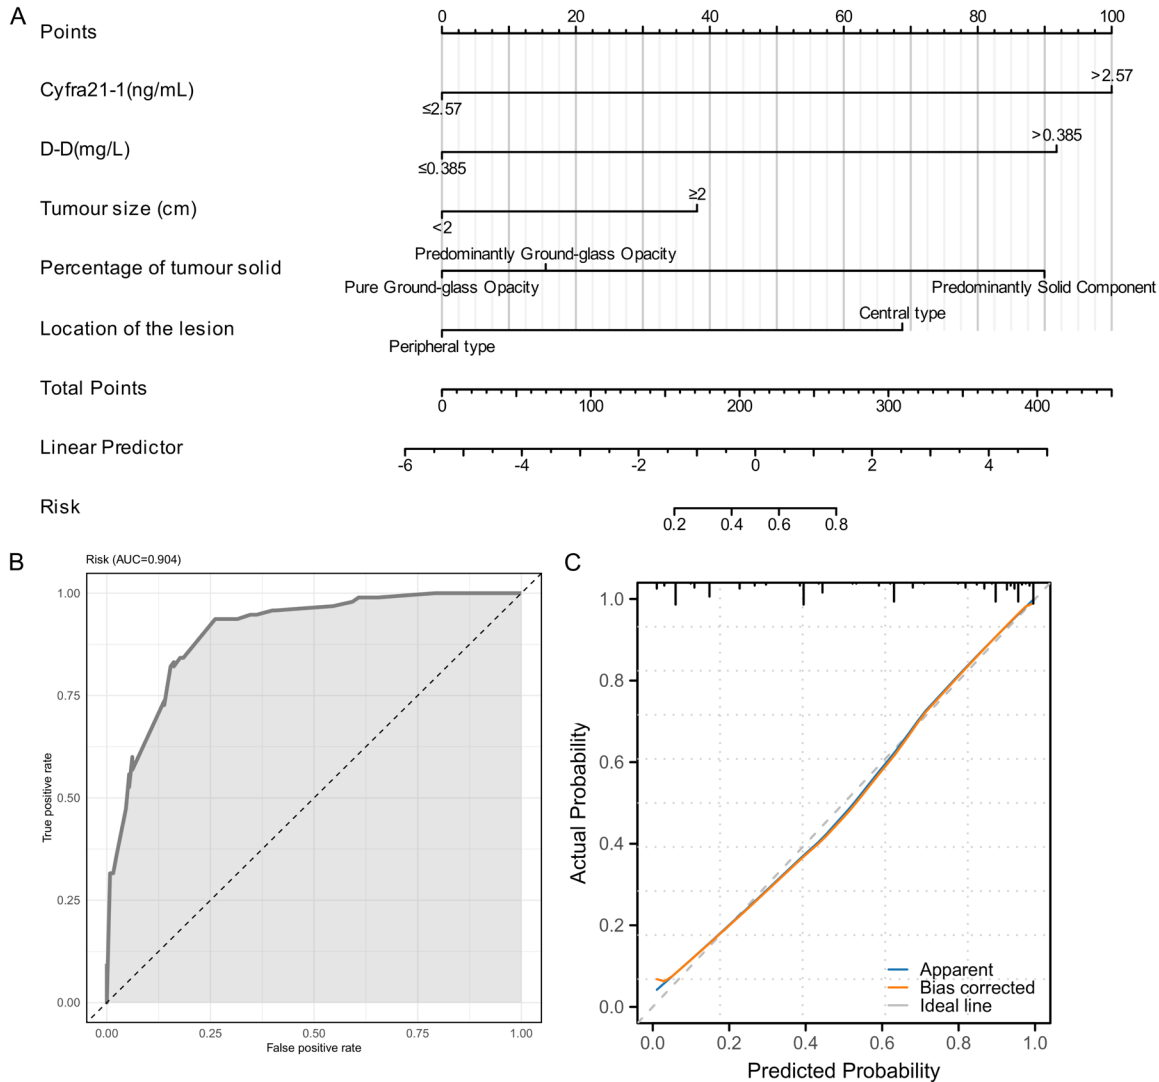 A
Points
0 20 40 60 80 100
Cyfra21-1(ng/mL)
>2.57
≤2.57
D-D(mg/L)
>0.385
≤0.385
Tumour size (cm)
≥2
<2
Percentage of tumour solid
Predominantly Ground-glass Opacity
Pure Ground-glass Opacity
Predominantly Solid Component
Location of the lesion
Central type
Peripheral type
Total Points
0 100 200 300 400
Linear Predictor
-6 -4 -2 0 2 4
Risk
0.2 0.4 0.6 0.8
B
Risk (AUC=0.904)
True positive rate
1.00
0.75
0.50
0.25
0.00
0.00 0.25 0.50 0.75 1.00
False positive rate
C
Actual Probability
1.0
0.8
0.6
0.4
0.2
0.0
Apparent
Bias corrected
Ideal line
0.0 0.2 0.4 0.6 0.8 1.0
Predicted Probability